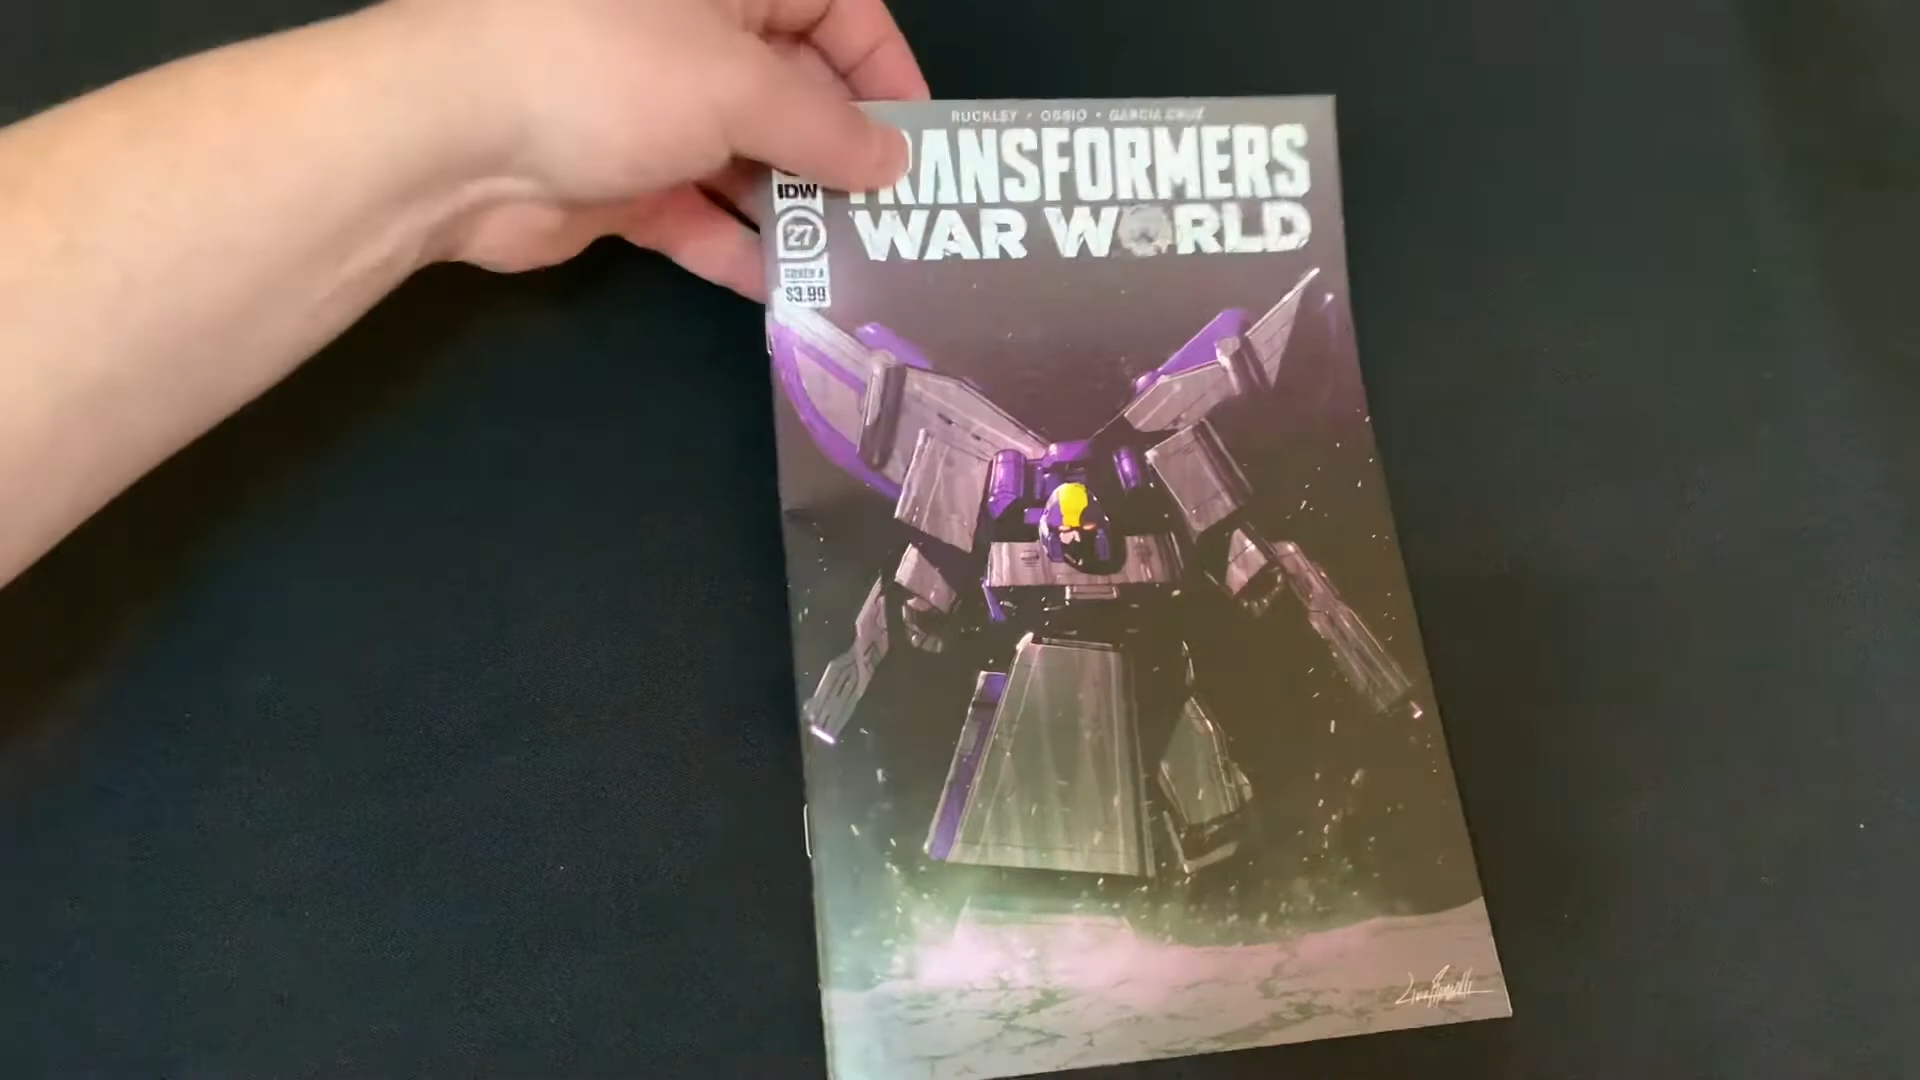 RUCKLEY • OSSIO • GARCIA CRUZ
TRANSFORMERS
WAR WORLD
IDW
27
COVER A
$3.99